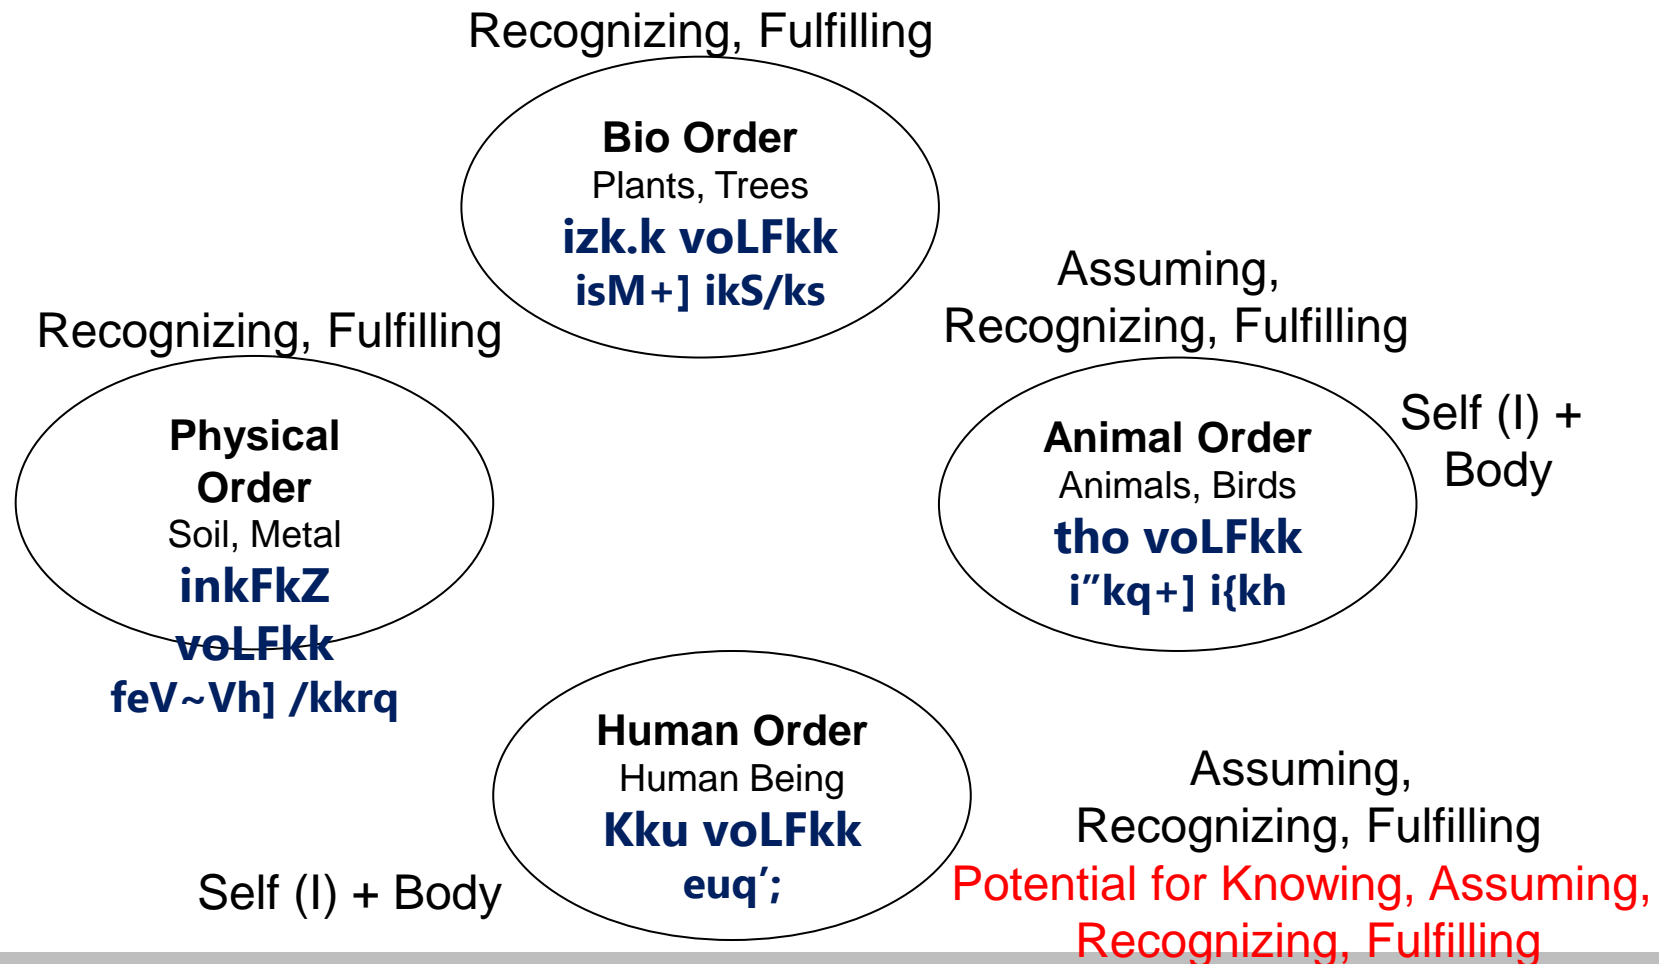 Recognizing, Fulfilling
Bio Order
Plants, Trees
izk.k voLFkk
isM+] ikS/ks
Assuming,
Recognizing, Fulfilling
Recognizing, Fulfilling
Physical
Order
Soil, Metal
inkFkZ
voLFkk
feV~Vh] /kkrq
Animal Order
Animals, Birds
tho voLFkk
i″kq+] i{kh
Self (I) +
Body
Human Order
Human Being
Kku voLFkk
euq’;
Self (I) + Body
Assuming,
Recognizing, Fulfilling
Potential for Knowing, Assuming,
Recognizing, Fulfilling